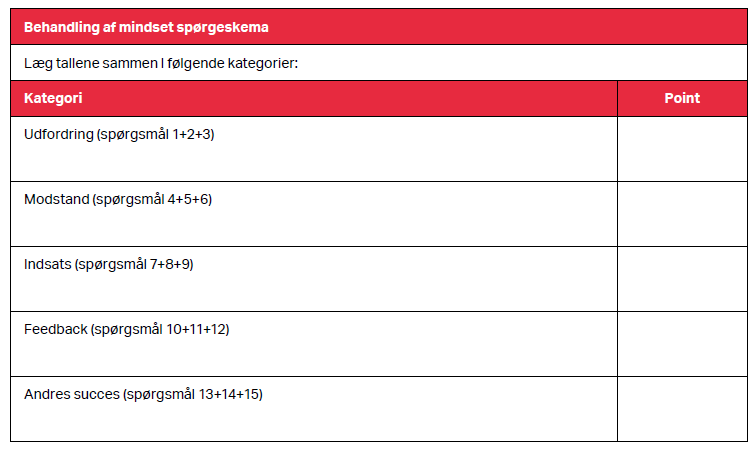 Behandling af mindset spørgeskema
Læg tallene sammen I følgende kategorier:
Kategori Point
Udfordring (spørgsmål 1+2+3)
Modstand (spørgsmål 4+5+6)
Indsats (spørgsmål 7+8+9)
Feedback (spørgsmål 10+11+12)
Andres succes (spørgsmål 13+14+15)